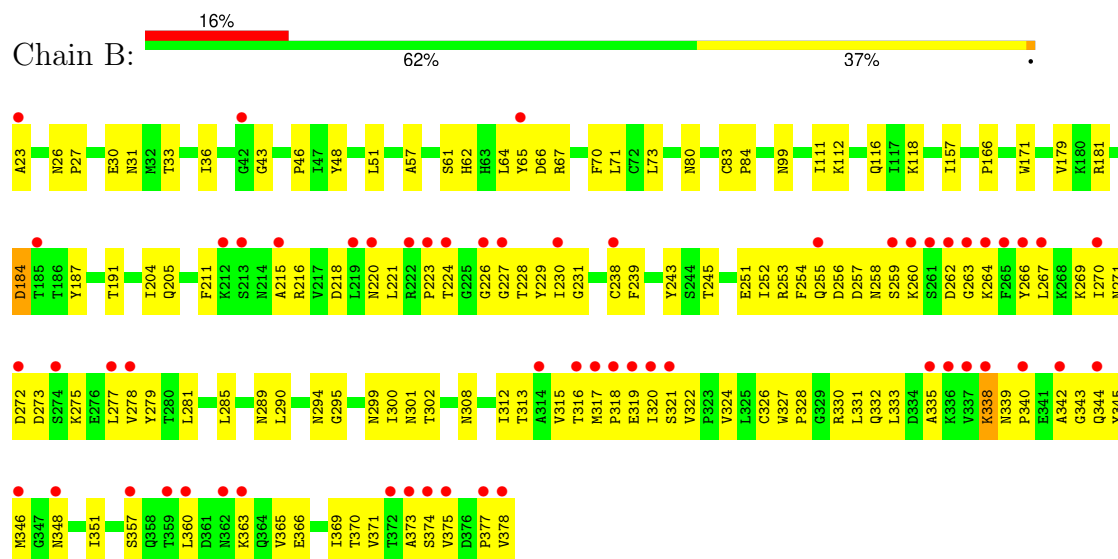 16%
Chain B:
62% 37% •
A23 N26 P27 E30 N31 M32 T33 I36 G42 G43 P46 I47 Y48 L51 A57 S61 H62 H63 L64 Y65 D66 R67 F70 L71 C72 L73 N80 C83 P84 N99 I111 K112 Q116 I117 K118 I157 P166 W171 V179 K180 R181
D184 T185 T186 Y187 T191 I204 Q205 F211 K212 S213 N214 A215 R216 V217 D218 L219 N220 L221 R222 P223 T224 G225 G226 G227 T228 Y229 I230 G231 C238 F239 Y243 S244 T245 E251 I252 R253 F254 Q255 D256 D257 N258 S259 K260 S261 D262 G263 K264 F265 Y266 L267 K268 K269 I270 N271
D272 D273 S274 K275 E276 L277 V278 Y279 T280 L281 L285 N289 L290 N294 G295 N299 I300 N301 T302 N308 I312 T313 A314 V315 T316 M317 P318 E319 I320 S321 V322 P323 V324 L325 C326 W327 P328 G329 R330 L331 Q332 L333 D334 A335 K336 V337 K338 N339 P340 E341 A342 G343 Q344 Y345
M346 G347 N348 I351 S357 Q358 T359 L360 D361 N362 K363 Q364 V365 E366 I369 T370 V371 T372 A373 S374 V375 D376 P377 V378